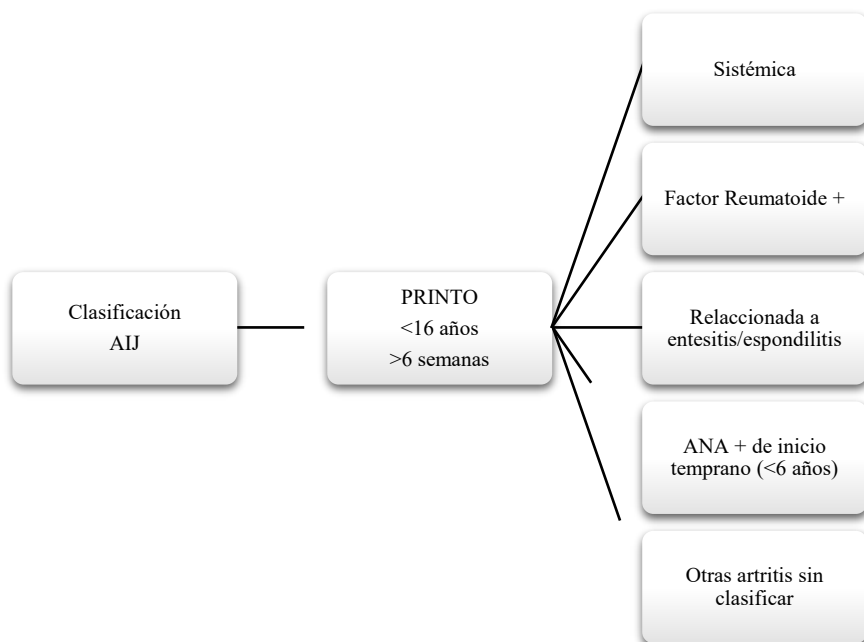 Clasificación
AIJ
PRINTO
<16 años
>6 semanas
Sistémica
Factor Reumatoide +
Relaccionada a
entesitis/espondilitis
ANA + de inicio
temprano (<6 años)
Otras artritis sin
clasificar